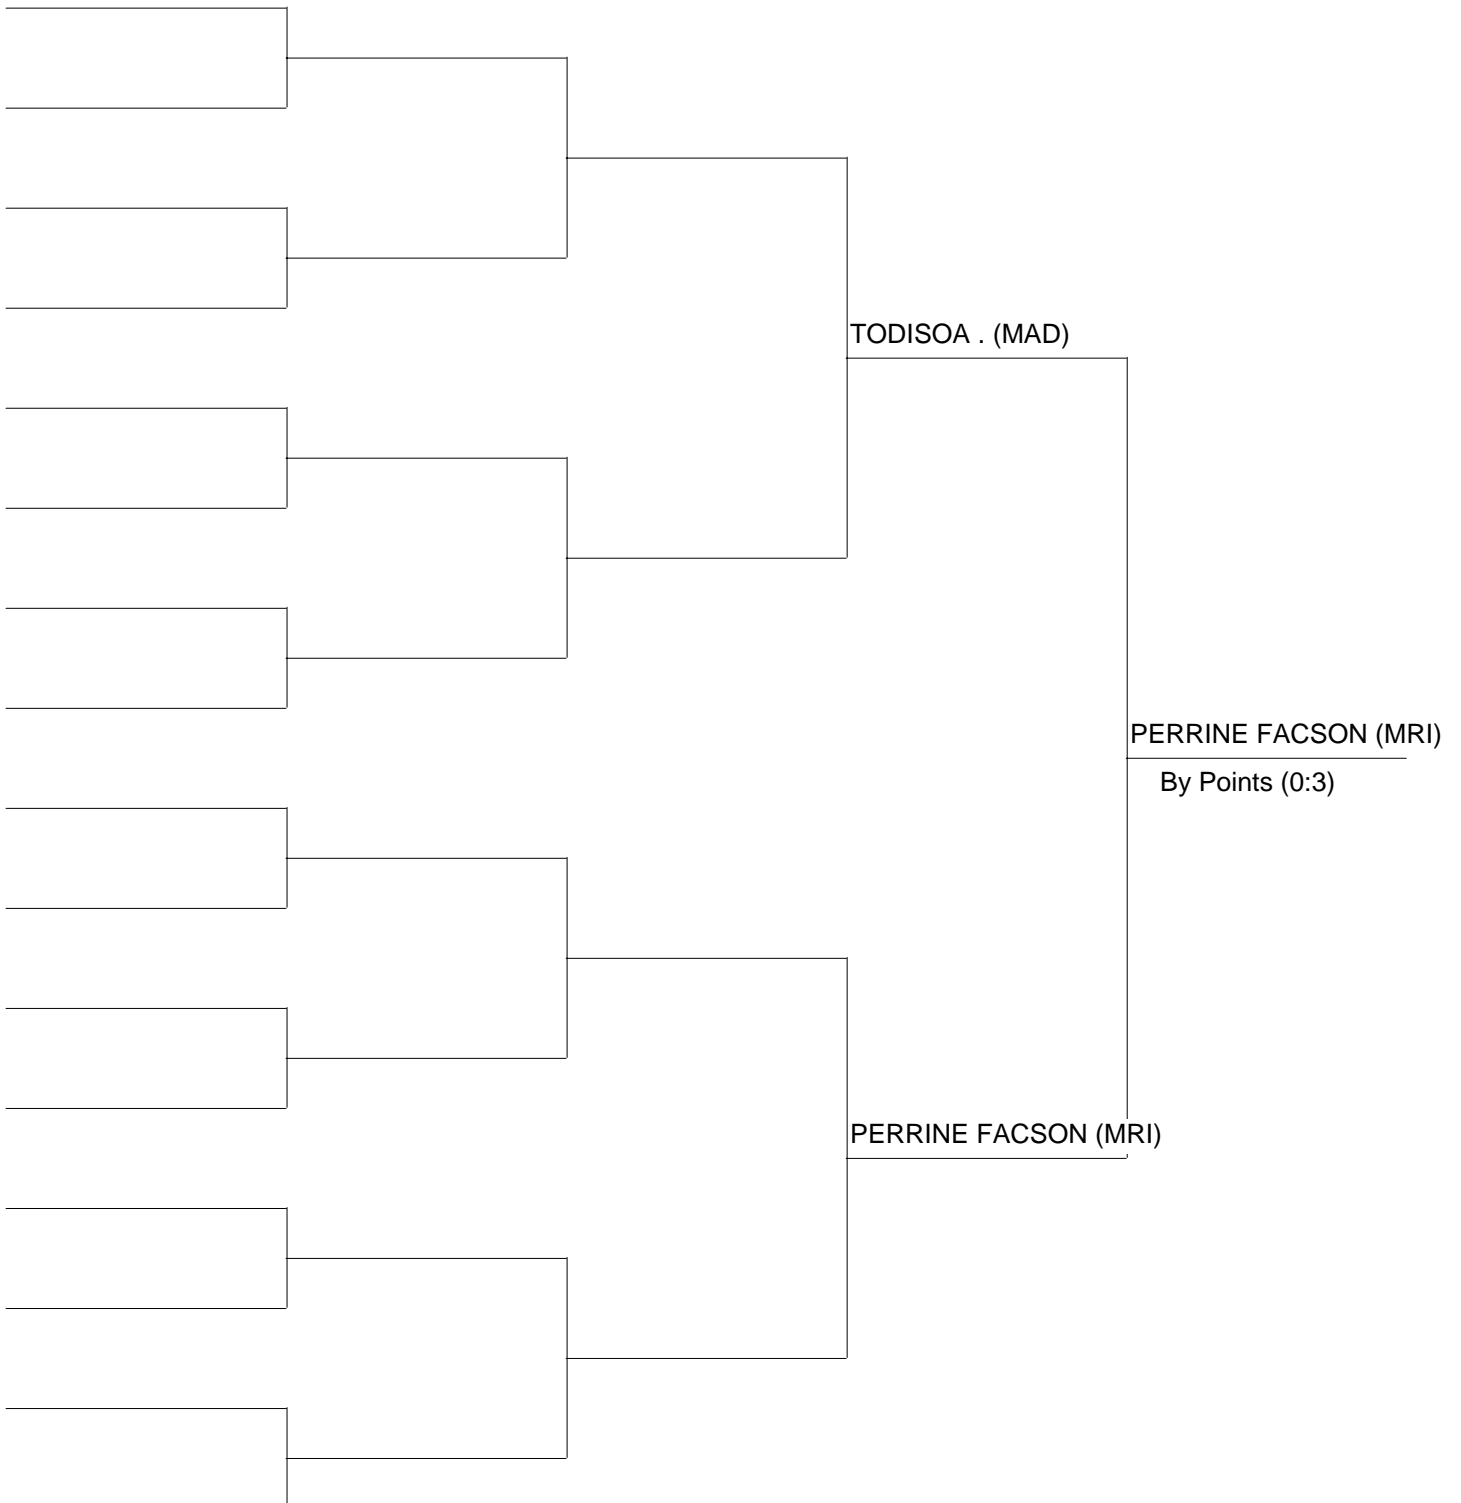 TODISOA . (MAD)
PERRINE FACSON (MRI)
By Points (0:3)
PERRINE FACSON (MRI)